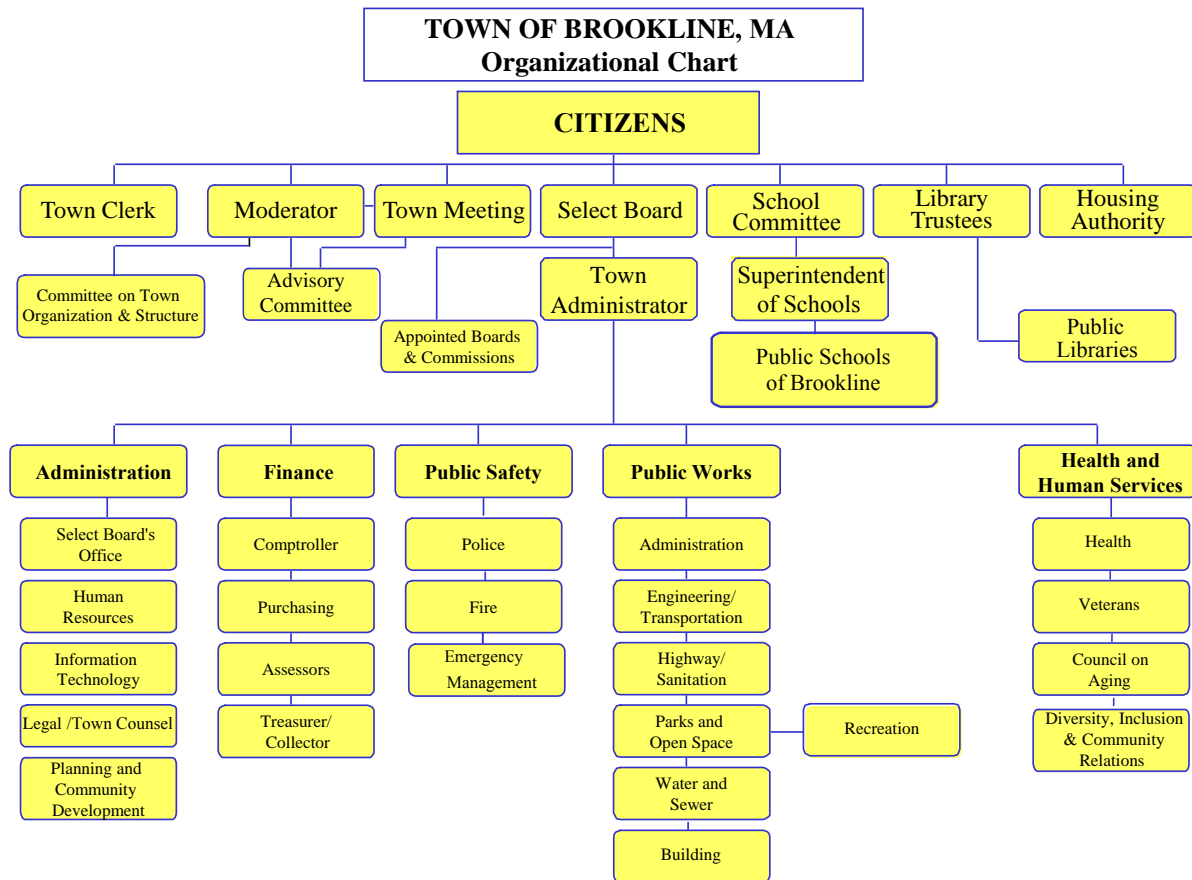 TOWN OF BROOKLINE, MA
Organizational Chart
CITIZENS
Town Clerk
Moderator
Town Meeting
Select Board
School
Committee
Library
Trustees
Housing
Authority
Committee on Town
Organization & Structure
Advisory
Committee
Appointed Boards
& Commissions
Town
Administrator
Superintendent
of Schools
Public Schools
of Brookline
Public
Libraries
Administration
Finance
Public Safety
Public Works
Health and
Human Services
Select Board's
Office
Human
Resources
Information
Technology
Legal /Town Counsel
Planning and
Community
Development
Comptroller
Purchasing
Assessors
Treasurer/
Collector
Police
Fire
Emergency
Management
Administration
Engineering/
Transportation
Highway/
Sanitation
Parks and
Open Space
Recreation
Water and
Sewer
Building
Health
Veterans
Council on
Aging
Diversity, Inclusion
& Community
Relations